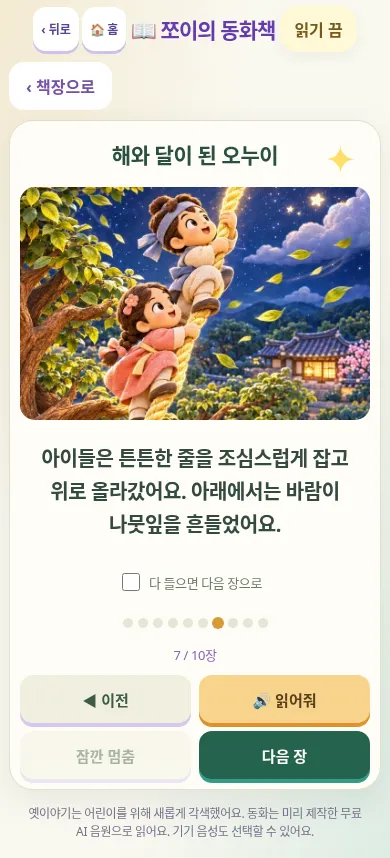 ‹ 뒤로 🏠 홈 📖 쪼이의 동화책 읽기 끝
‹ 책장으로
해와 달이 된 오누이
아이들은 튼튼한 줄을 조심스럽게 잡고
위로 올라갔어요. 아래에서는 바람이
나뭇잎을 흔들었어요.
다 들으면 다음 장으로
7 / 10장
◀ 이전 🔊 읽어줘
잠깐 멈춤 다음 장
옛이야기는 어린이를 위해 새롭게 각색했어요. 동화는 미리 제작한 무료
AI 음원으로 읽어요. 기기 음성도 선택할 수 있어요.